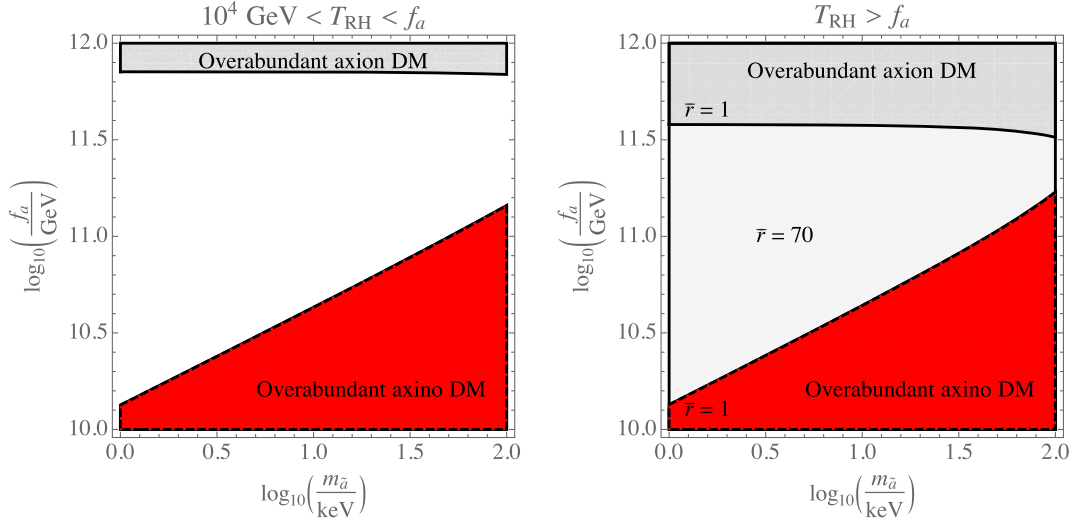 10⁴ GeV < T_RH < f_a
12.0
11.5
11.0
10.5
10.0
log₁₀(f_a/GeV)
Overabundant axion DM
Overabundant axino DM
0.0 0.5 1.0 1.5 2.0
log₁₀(m_ã/keV)
T_RH > f_a
12.0
11.5
11.0
10.5
10.0
log₁₀(f_a/GeV)
Overabundant axion DM
r̄ = 1
r̄ = 70
Overabundant axino DM
r̄ = 1
0.0 0.5 1.0 1.5 2.0
log₁₀(m_ã/keV)